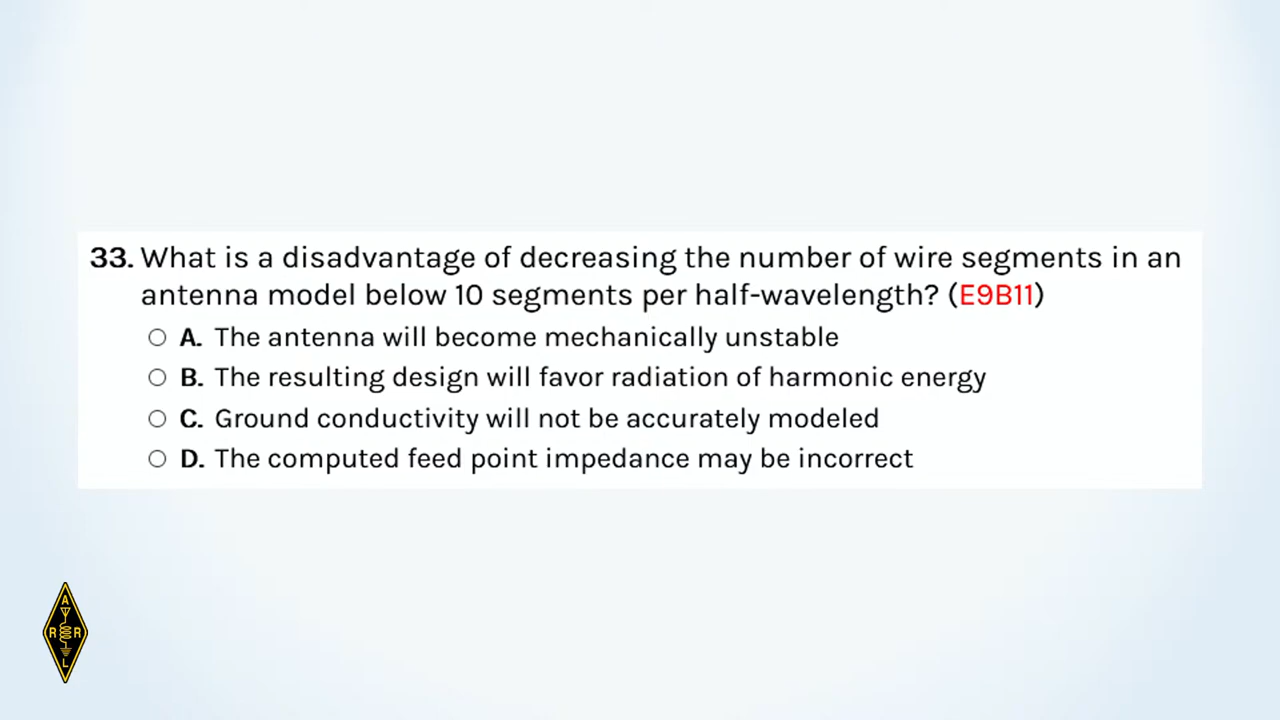 33. What is a disadvantage of decreasing the number of wire segments in an
antenna model below 10 segments per half-wavelength? (E9B11)
A. The antenna will become mechanically unstable
B. The resulting design will favor radiation of harmonic energy
C. Ground conductivity will not be accurately modeled
D. The computed feed point impedance may be incorrect
A
R R
L